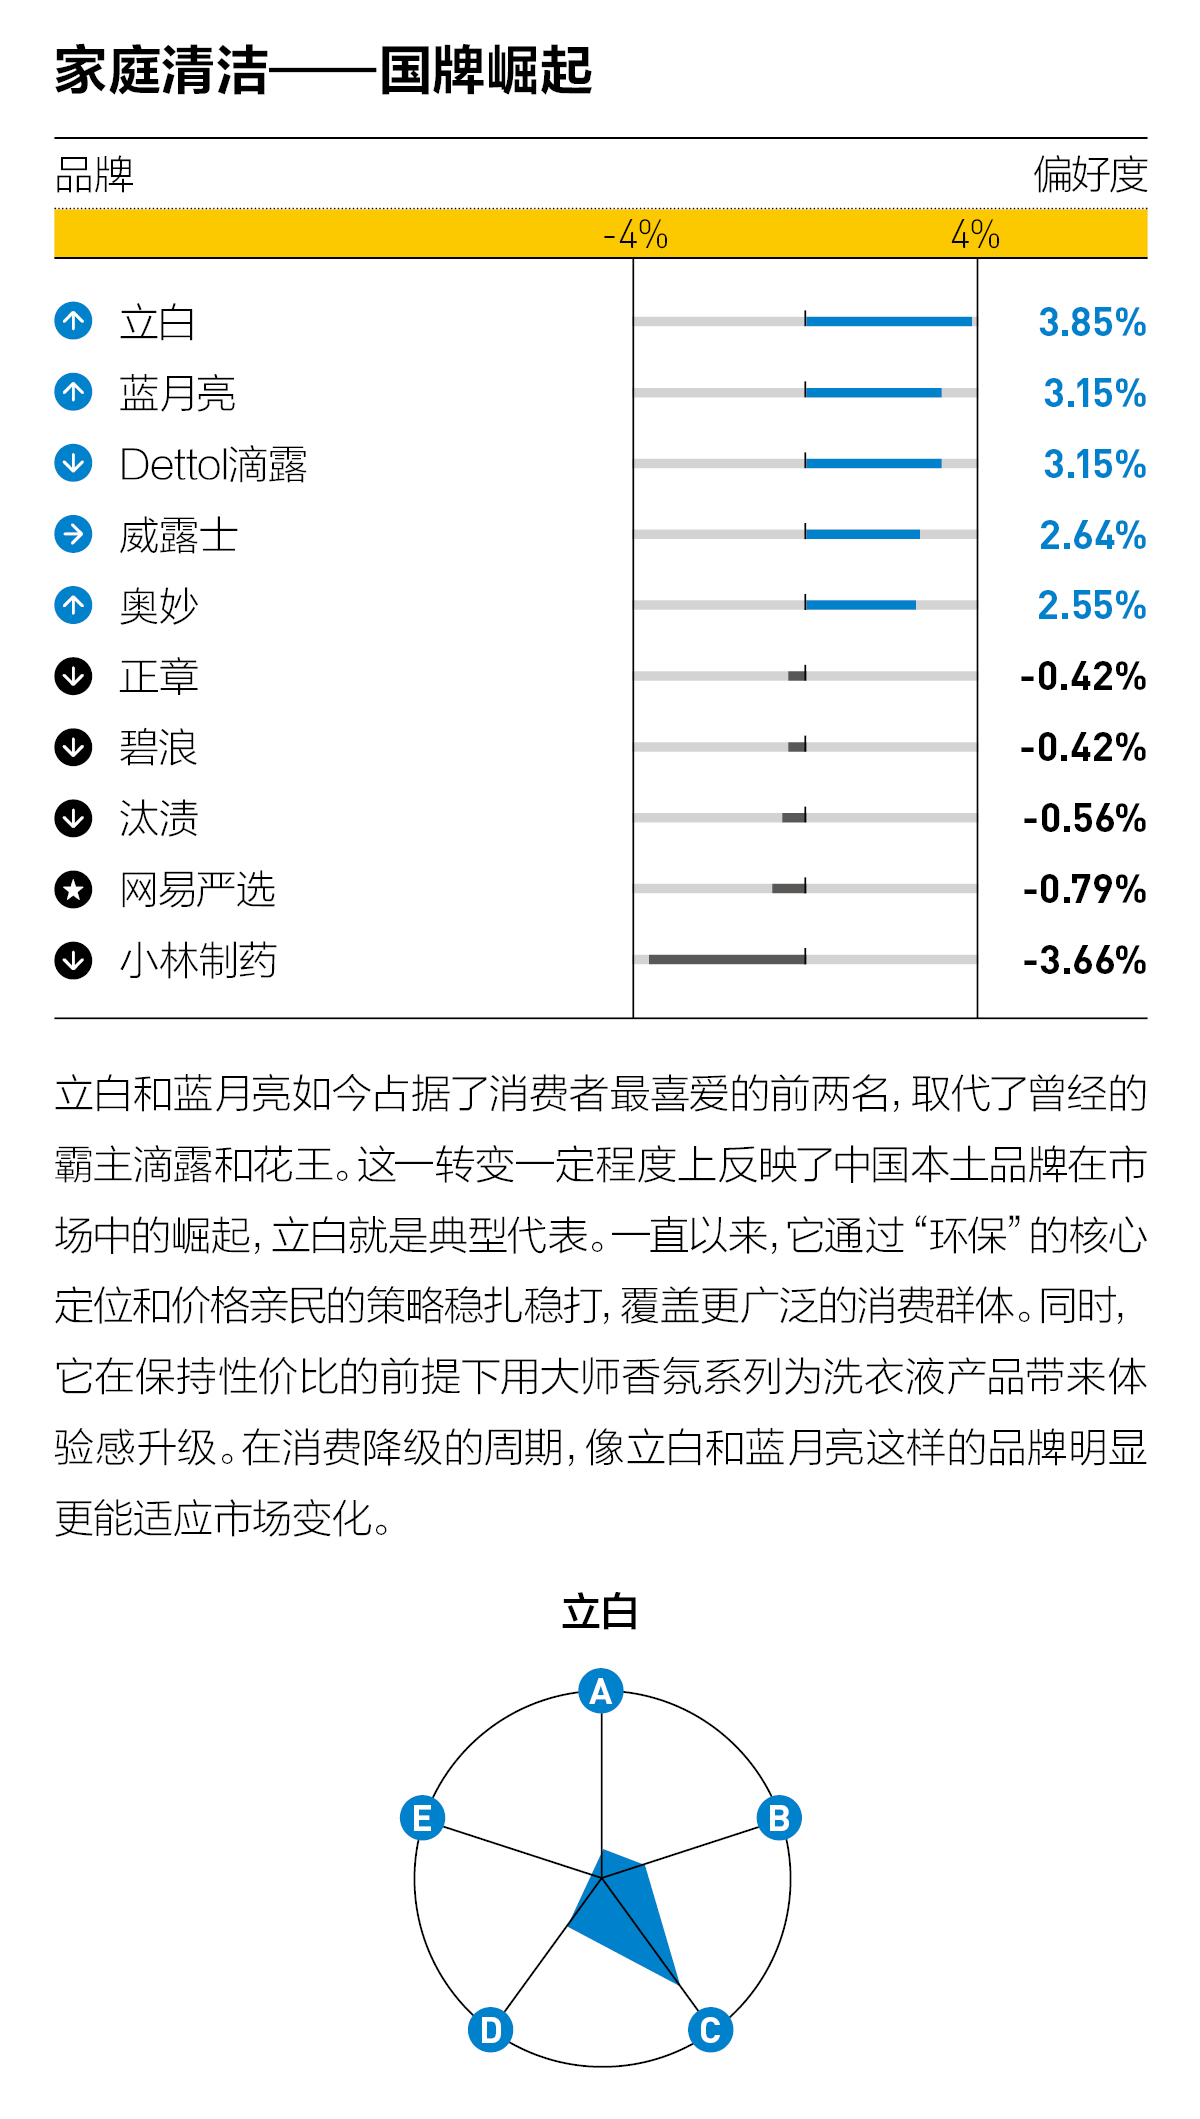 家庭清洁——国牌崛起
品牌 偏好度
-4% 4%
立白 3.85%
蓝月亮 3.15%
Dettol滴露 3.15%
威露士 2.64%
奥妙 2.55%
正章 -0.42%
碧浪 -0.42%
汰渍 -0.56%
网易严选 -0.79%
小林制药 -3.66%
立白和蓝月亮如今占据了消费者最喜爱的前两名，取代了曾经的
霸主滴露和花王。这一转变一定程度上反映了中国本土品牌在市
场中的崛起，立白就是典型代表。一直以来，它通过“环保”的核心
定位和价格亲民的策略稳扎稳打，覆盖更广泛的消费群体。同时，
它在保持性价比的前提下用大师香氛系列为洗衣液产品带来体
验感升级。在消费降级的周期，像立白和蓝月亮这样的品牌明显
更能适应市场变化。
立白
A
E B
D C